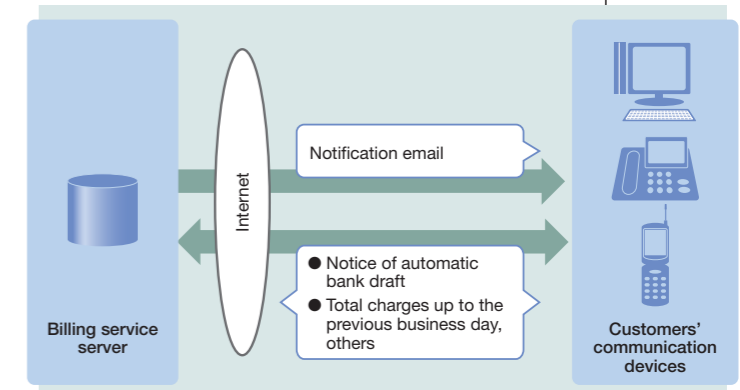 Notification email
Internet
● Notice of automatic
bank draft
● Total charges up to the
previous business day,
others
Billing service
server
Customers'
communication
devices